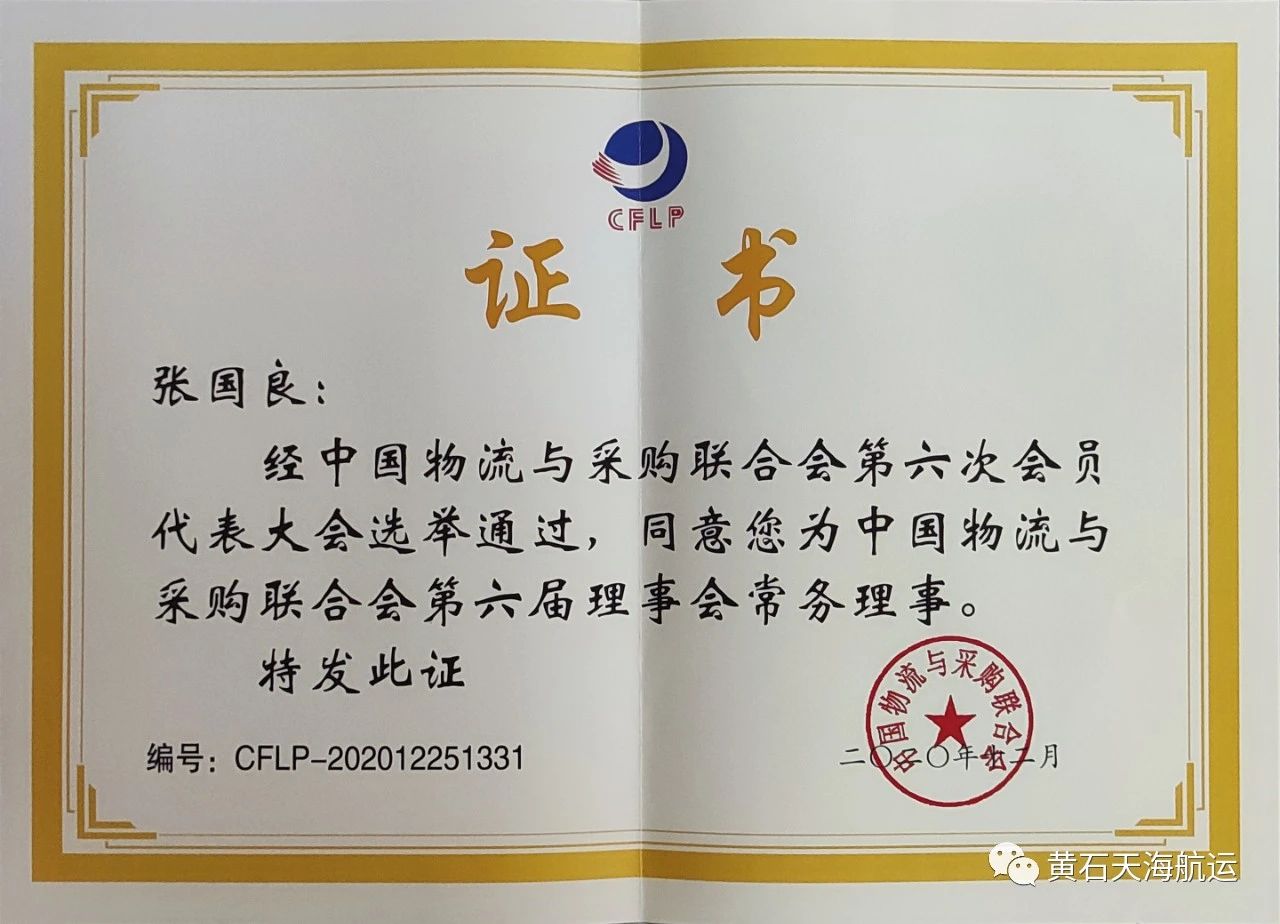 CFLP
证书
张国良：
经中国物流与采购联合会第六次会员
代表大会选举通过，同意您为中国物流与
采购联合会第六届理事会常务理事。
特发此证
中国物流与采购联合会
编号：CFLP-202012251331
二〇二〇年十二月
黄石天海航运